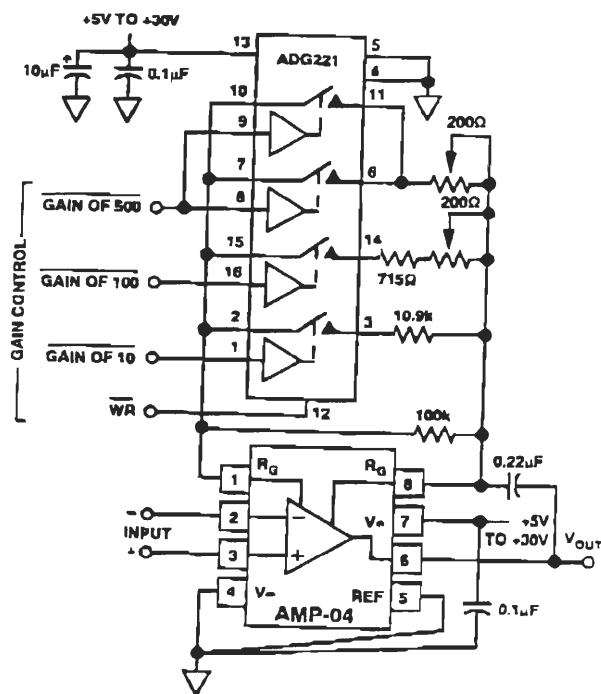 +5V TO +30V
13
ADG221
5
4
10µF
+
0.1µF
10
11
9
200Ω
7
6
GAIN OF 500
8
200Ω
15
14
GAIN CONTROL
GAIN OF 100
16
715Ω
2
3
10.9k
GAIN OF 10
1
WR
12
100k
0.22µF
1
RG
RG
8
2
−
V+
7
+5V
TO +30V
VOUT
− 
INPUT
+
3
+
6
4
V−
REF
5
AMP-04
0.1µF